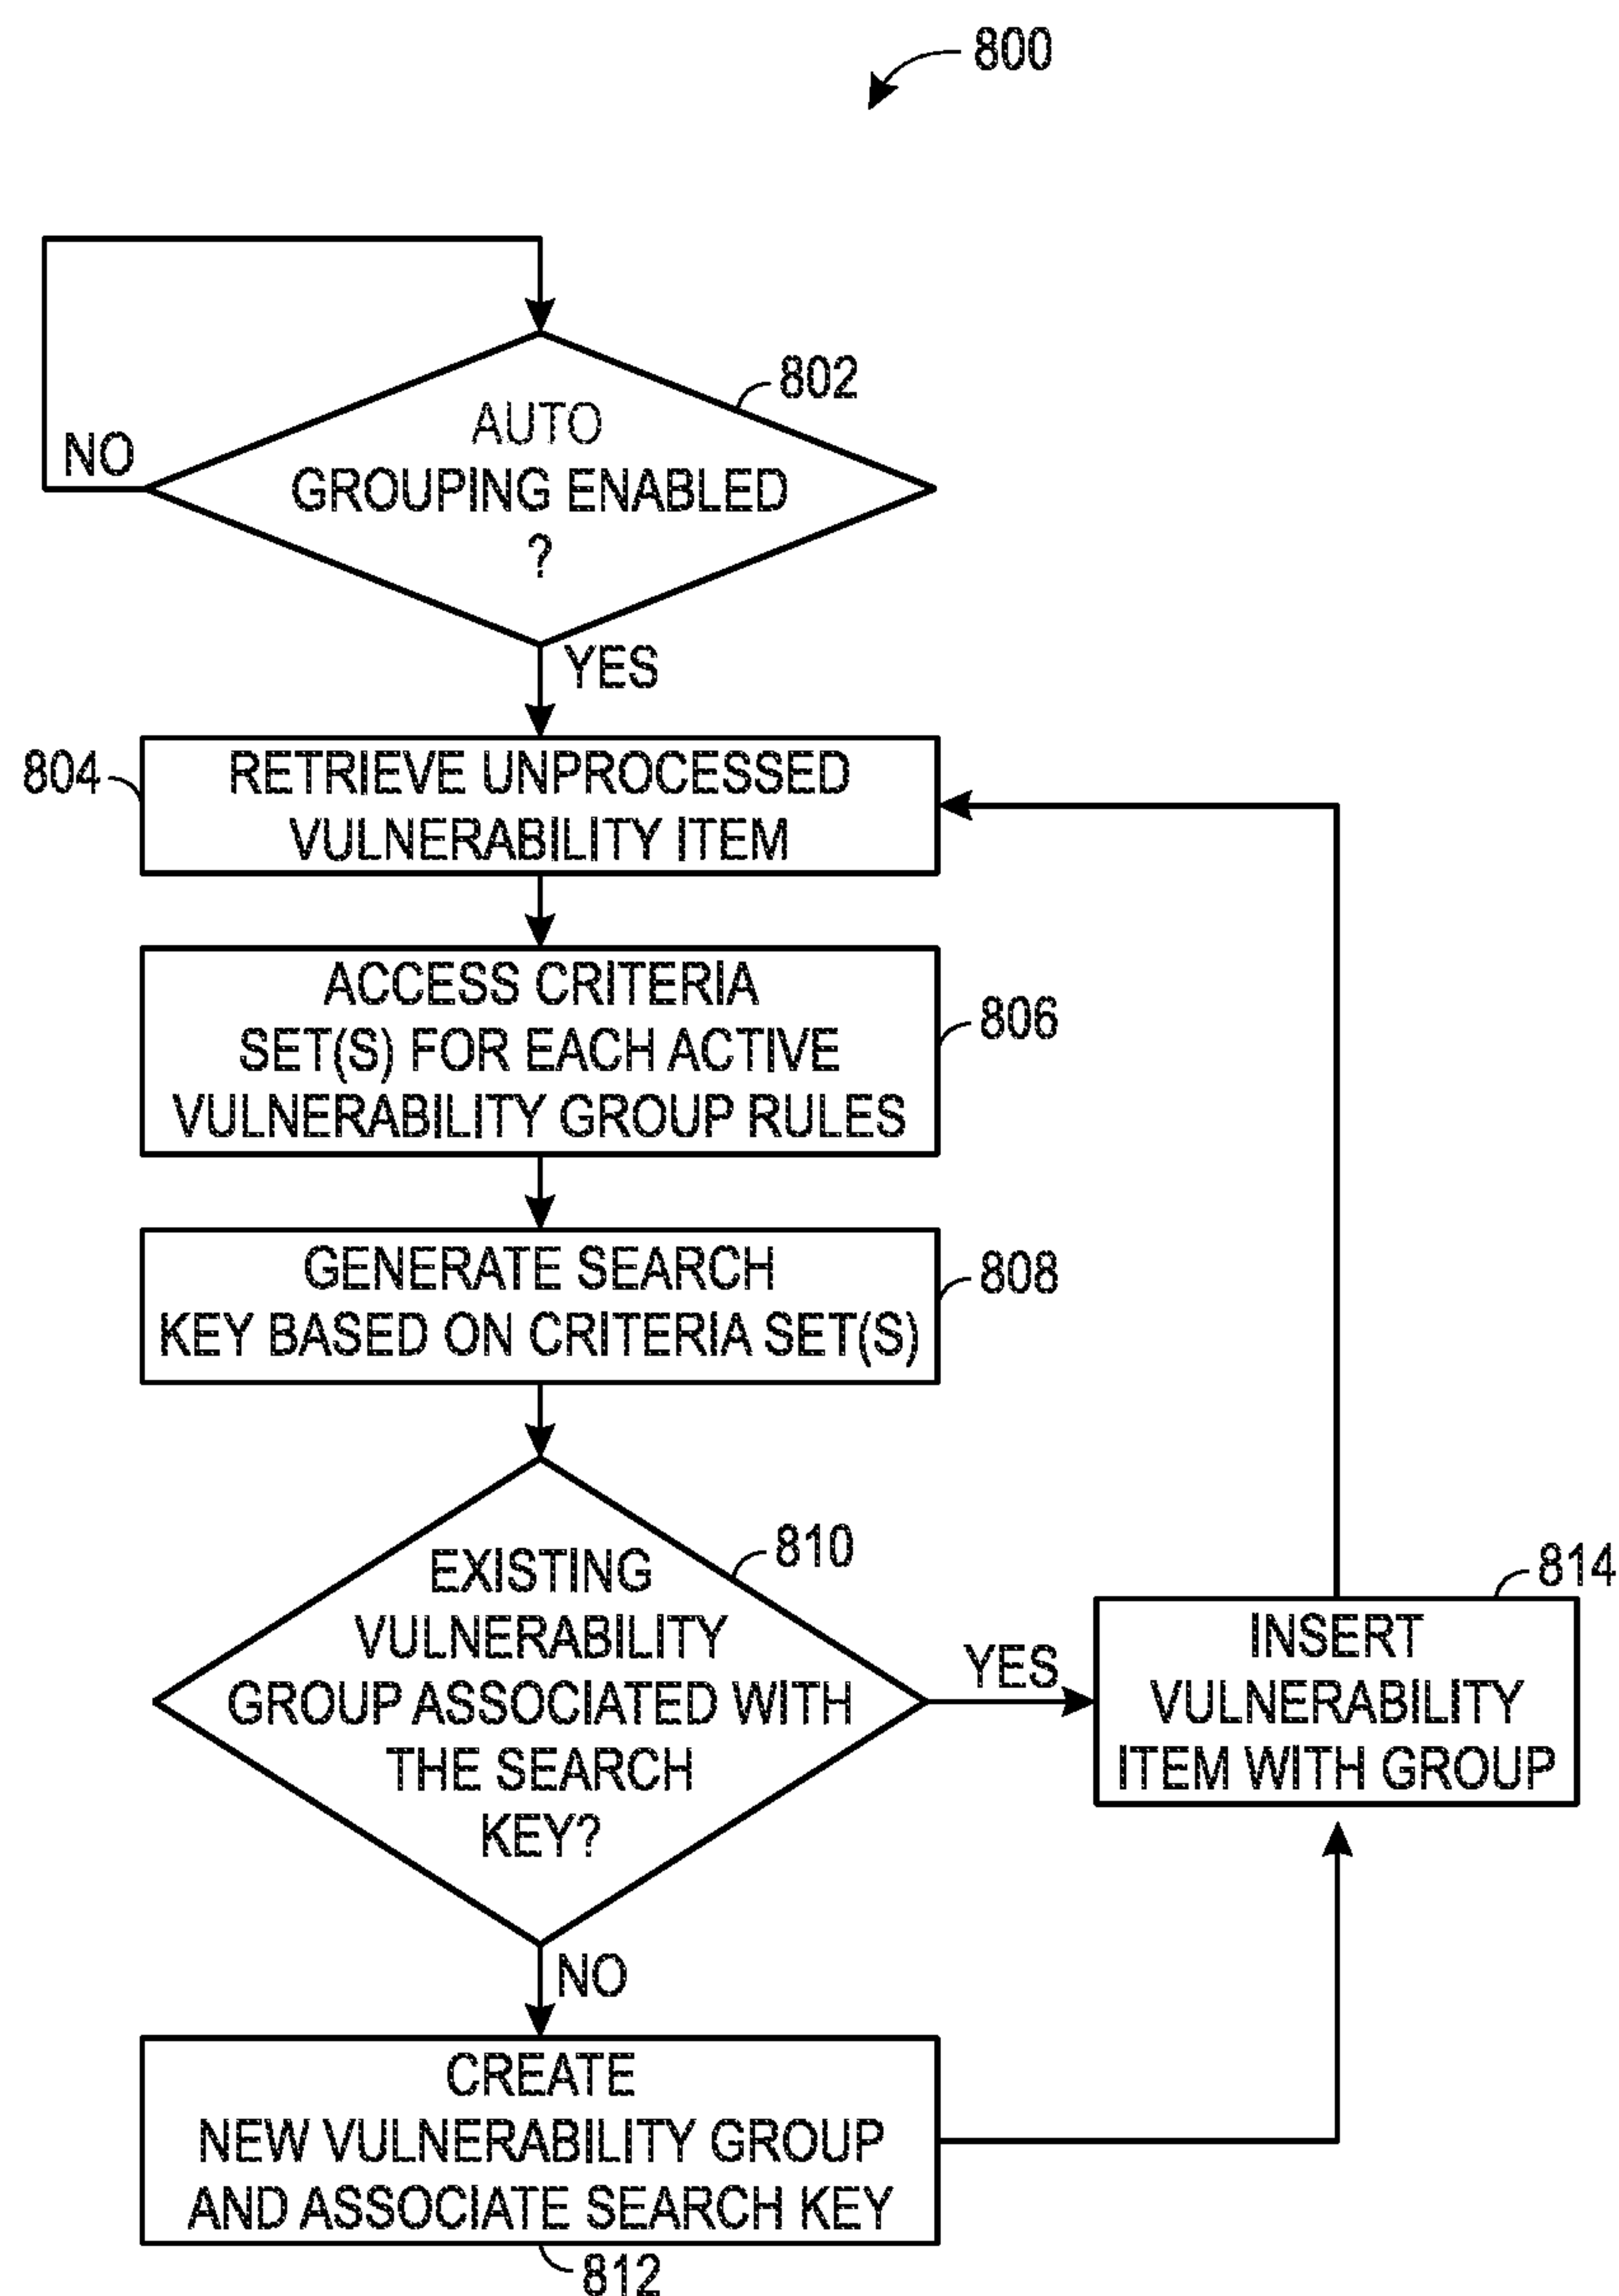 800
802
AUTO
GROUPING ENABLED
?
NO
YES
804
RETRIEVE UNPROCESSED
VULNERABILITY ITEM
ACCESS CRITERIA
SET(S) FOR EACH ACTIVE
VULNERABILITY GROUP RULES
806
GENERATE SEARCH
KEY BASED ON CRITERIA SET(S)
808
810
EXISTING
VULNERABILITY
GROUP ASSOCIATED WITH
THE SEARCH
KEY?
YES
814
INSERT
VULNERABILITY
ITEM WITH GROUP
NO
CREATE
NEW VULNERABILITY GROUP
AND ASSOCIATE SEARCH KEY
812